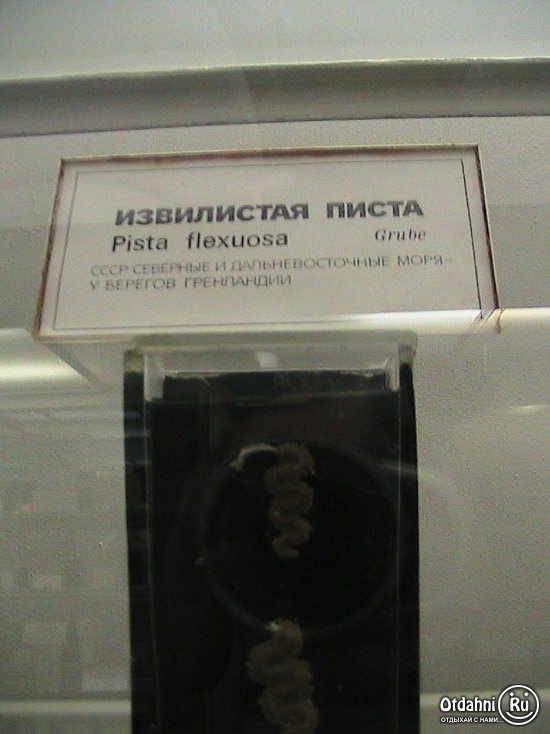 ИЗВИЛИСТАЯ ПИСТА
Pista flexuosa Grube
СССР: СЕВЕРНЫЕ И ДАЛЬНЕВОСТОЧНЫЕ МОРЯ-
У БЕРЕГОВ ГРЕНЛАНДИИ
Otdahni Ru
ОТДЫХАЙ С НАМИ...